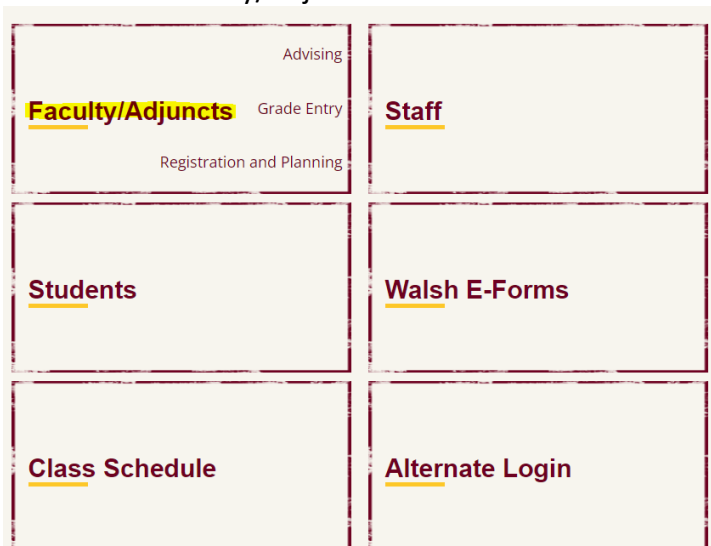 Advising
Faculty/Adjuncts
Grade Entry
Registration and Planning
Staff
Students
Walsh E-Forms
Class Schedule
Alternate Login